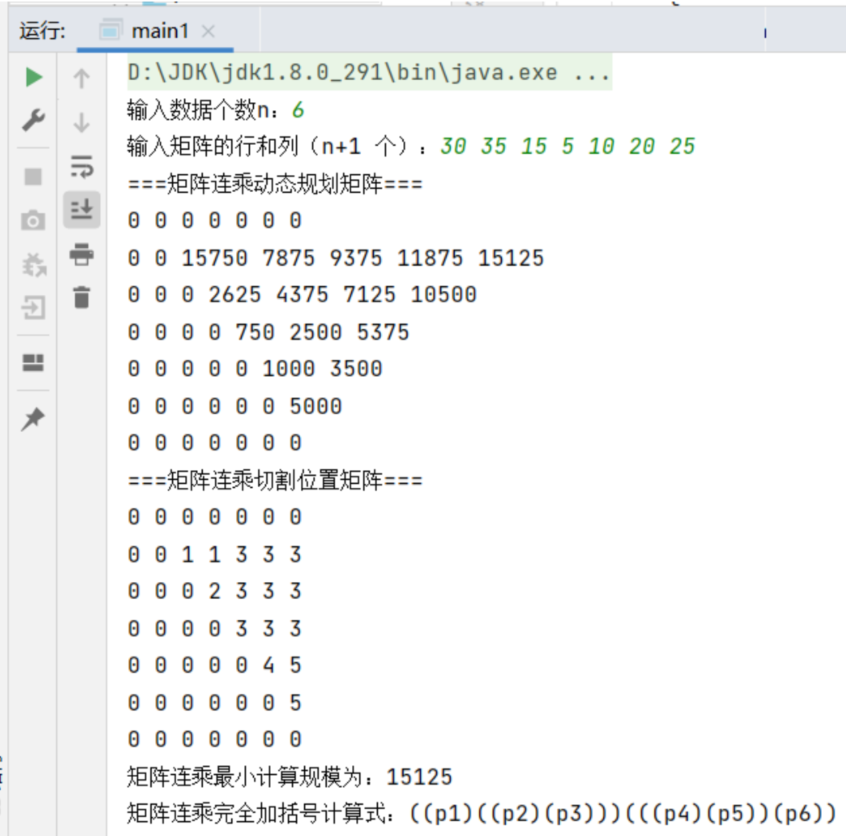 运行: main1 ×
D:\JDK\jdk1.8.0_291\bin\java.exe ...
输入数据个数n：6
输入矩阵的行和列（n+1 个）：30 35 15 5 10 20 25
===矩阵连乘动态规划矩阵===
0 0 0 0 0 0 0
0 0 15750 7875 9375 11875 15125
0 0 0 2625 4375 7125 10500
0 0 0 0 750 2500 5375
0 0 0 0 0 1000 3500
0 0 0 0 0 0 5000
0 0 0 0 0 0 0
===矩阵连乘切割位置矩阵===
0 0 0 0 0 0 0
0 0 1 1 3 3 3
0 0 0 2 3 3 3
0 0 0 0 3 3 3
0 0 0 0 0 4 5
0 0 0 0 0 0 5
0 0 0 0 0 0 0
矩阵连乘最小计算规模为：15125
矩阵连乘完全加括号计算式：((p1)((p2)(p3)))(((p4)(p5))(p6))